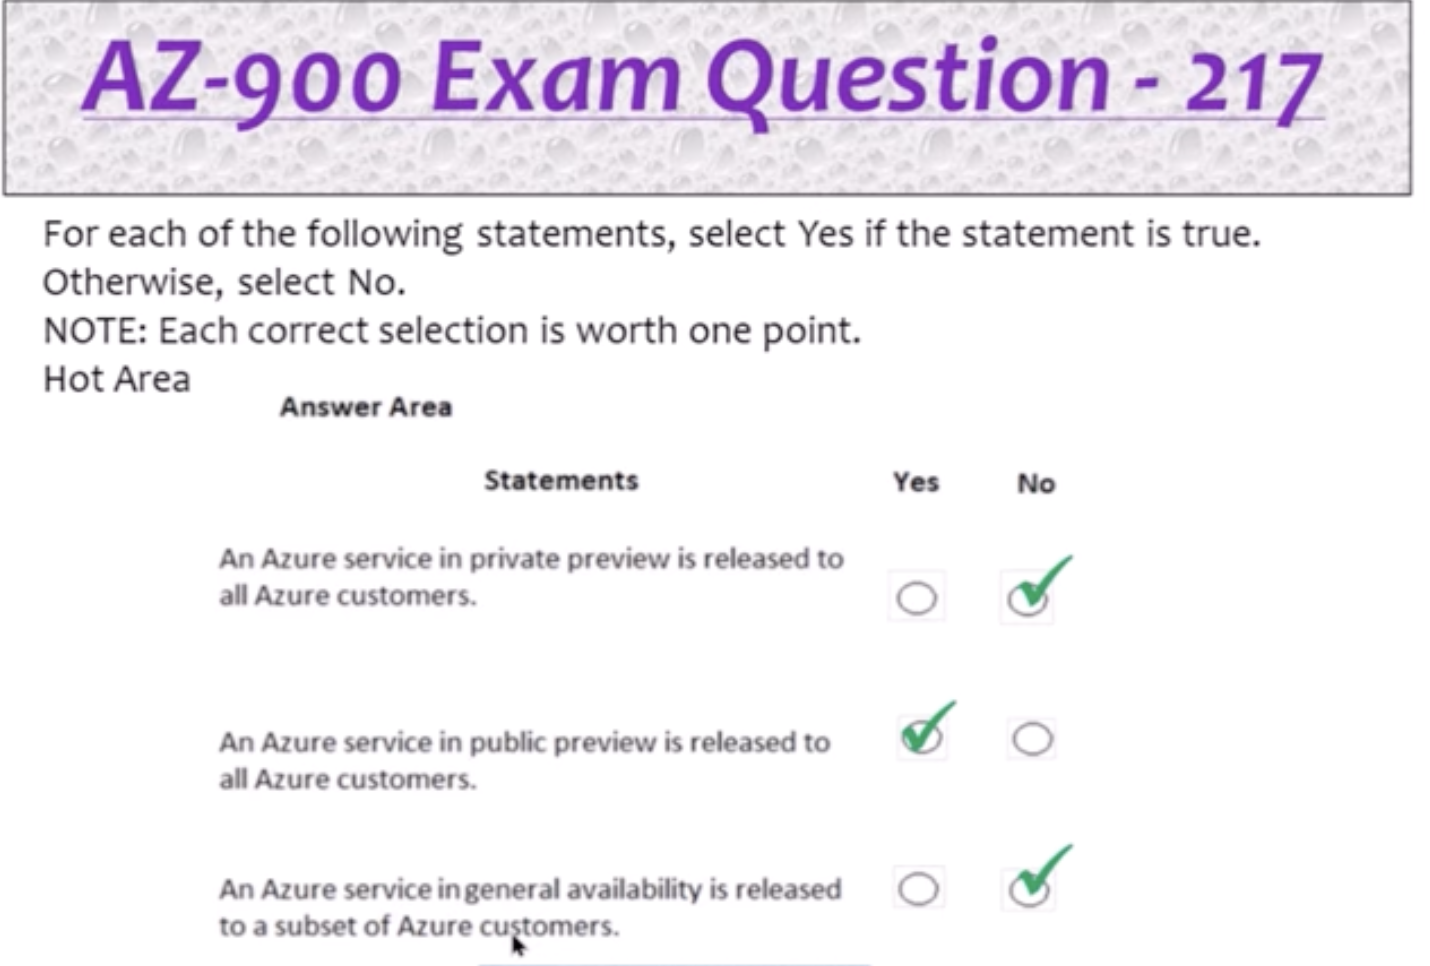 AZ-900 Exam Question - 217
For each of the following statements, select Yes if the statement is true.
Otherwise, select No.
NOTE: Each correct selection is worth one point.
Hot Area
Answer Area
Statements Yes No
An Azure service in private preview is released to
all Azure customers.
An Azure service in public preview is released to
all Azure customers.
An Azure service in general availability is released
to a subset of Azure customers.